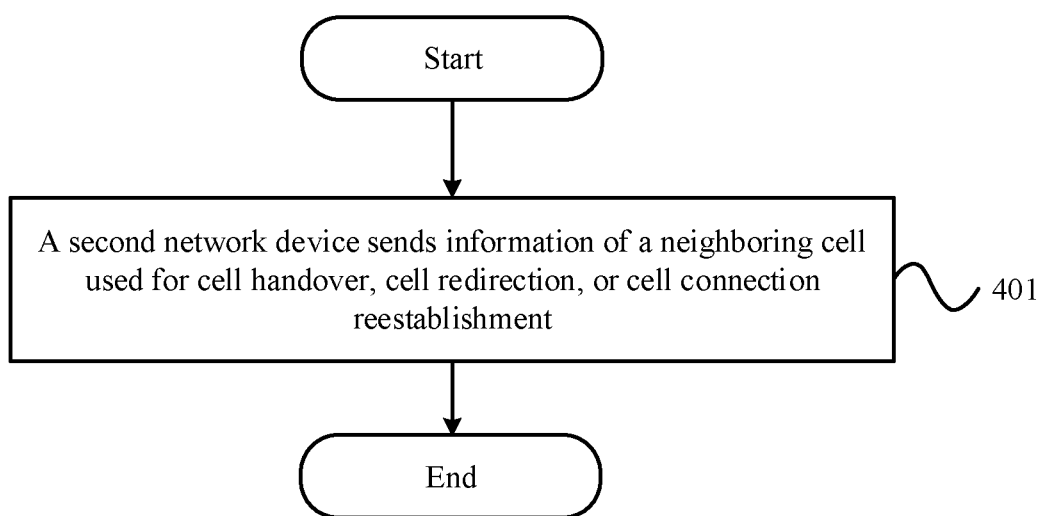 Start
A second network device sends information of a neighboring cell
used for cell handover, cell redirection, or cell connection
reestablishment
401
End